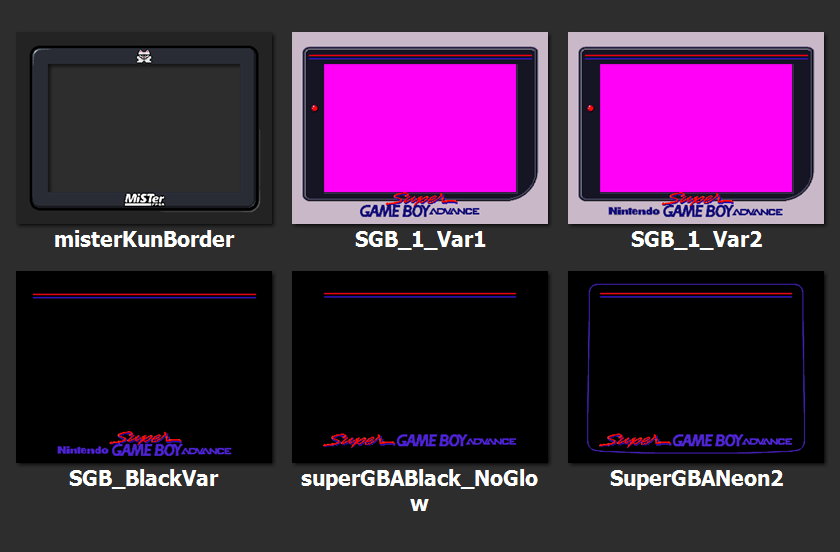 MiSTer
Super
GAME BOY ADVANCE
Super
Nintendo GAME BOY ADVANCE
misterKunBorder
SGB_1_Var1
SGB_1_Var2
Super
Nintendo GAME BOY ADVANCE
Super GAME BOY ADVANCE
Super GAME BOY ADVANCE
SGB_BlackVar
superGBABlack_NoGlo
w
SuperGBANeon2